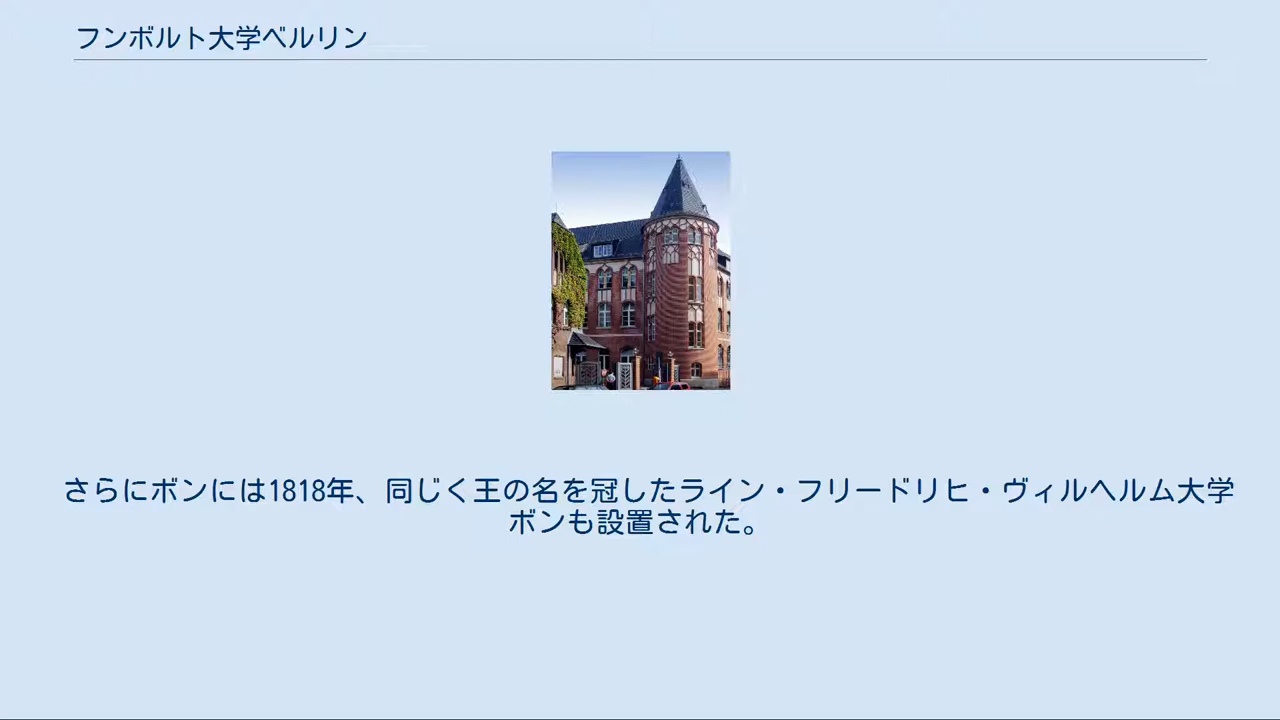 フンボルト大学ベルリン
さらにボンには1818年、同じく王の名を冠したライン・フリードリヒ・ヴィルヘルム大学
ボンも設置された。